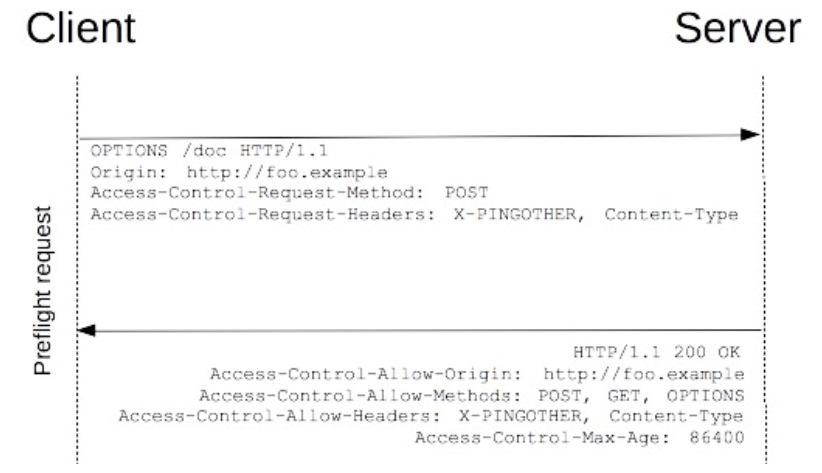 Client
Server
OPTIONS /doc HTTP/1.1
Origin: http://foo.example
Access-Control-Request-Method: POST
Access-Control-Request-Headers: X-PINGOTHER, Content-Type
Preflight request
HTTP/1.1 200 OK
Access-Control-Allow-Origin: http://foo.example
Access-Control-Allow-Methods: POST, GET, OPTIONS
Access-Control-Allow-Headers: X-PINGOTHER, Content-Type
Access-Control-Max-Age: 86400